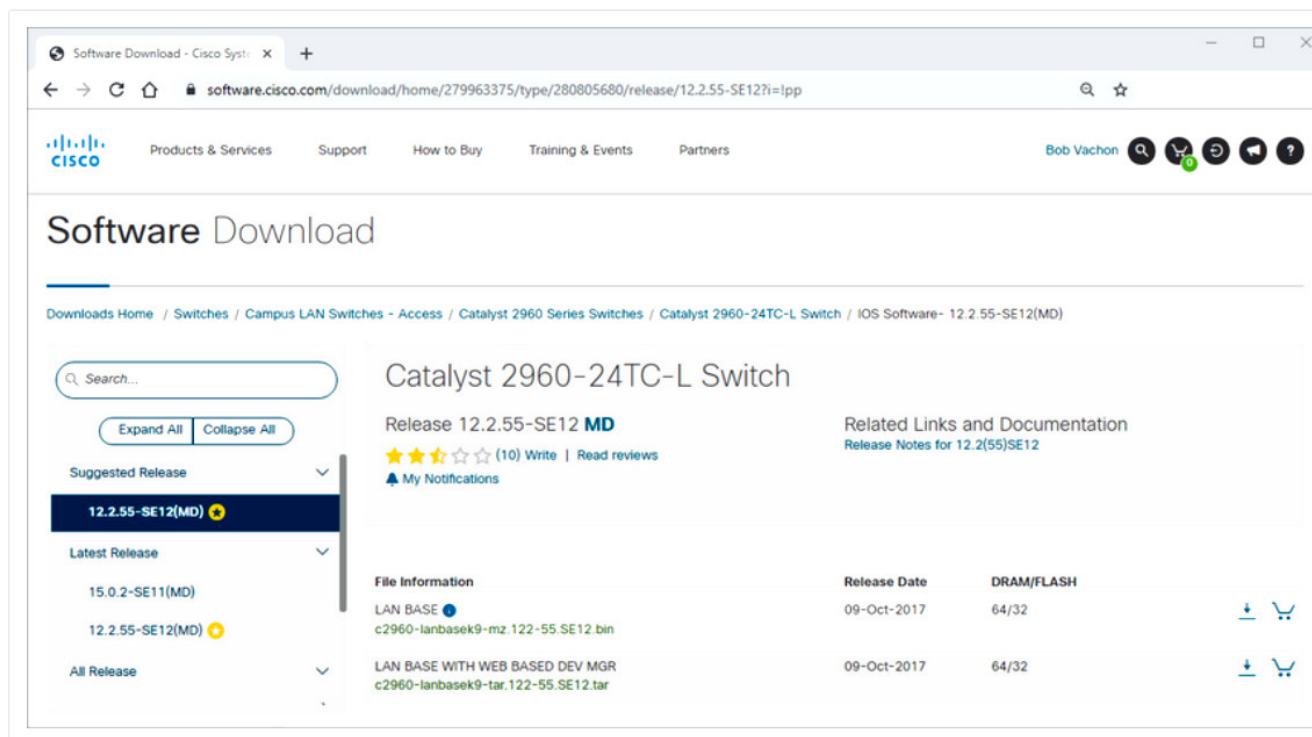 Software Download - Cisco Syste
software.cisco.com/download/home/279963375/type/280805680/release/12.2.55-SE12?i=!pp
CISCO
Products & Services Support How to Buy Training & Events Partners
Bob Vachon 0 ?
Software Download
Downloads Home / Switches / Campus LAN Switches - Access / Catalyst 2960 Series Switches / Catalyst 2960-24TC-L Switch / IOS Software- 12.2.55-SE12(MD)
Search...
Expand All Collapse All
Suggested Release
12.2.55-SE12(MD)
Latest Release
15.0.2-SE11(MD)
12.2.55-SE12(MD)
All Release
Catalyst 2960-24TC-L Switch
Release 12.2.55-SE12 MD
(10) Write | Read reviews
My Notifications
Related Links and Documentation
Release Notes for 12.2(55)SE12
File Information Release Date DRAM/FLASH
LAN BASE 09-Oct-2017 64/32
c2960-lanbasek9-mz.122-55.SE12.bin
LAN BASE WITH WEB BASED DEV MGR 09-Oct-2017 64/32
c2960-lanbasek9-tar.122-55.SE12.tar